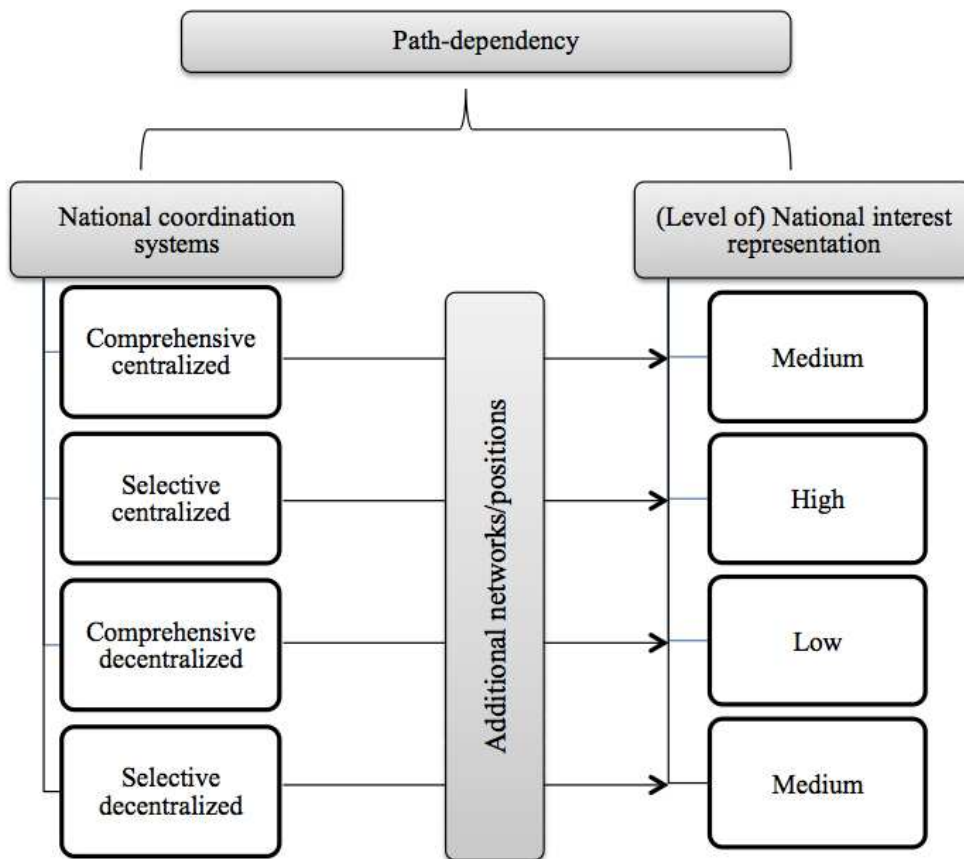 Path-dependency
National coordination
systems
(Level of) National interest
representation
Comprehensive
centralized
Selective
centralized
Comprehensive
decentralized
Selective
decentralized
Additional networks/positions
Medium
High
Low
Medium